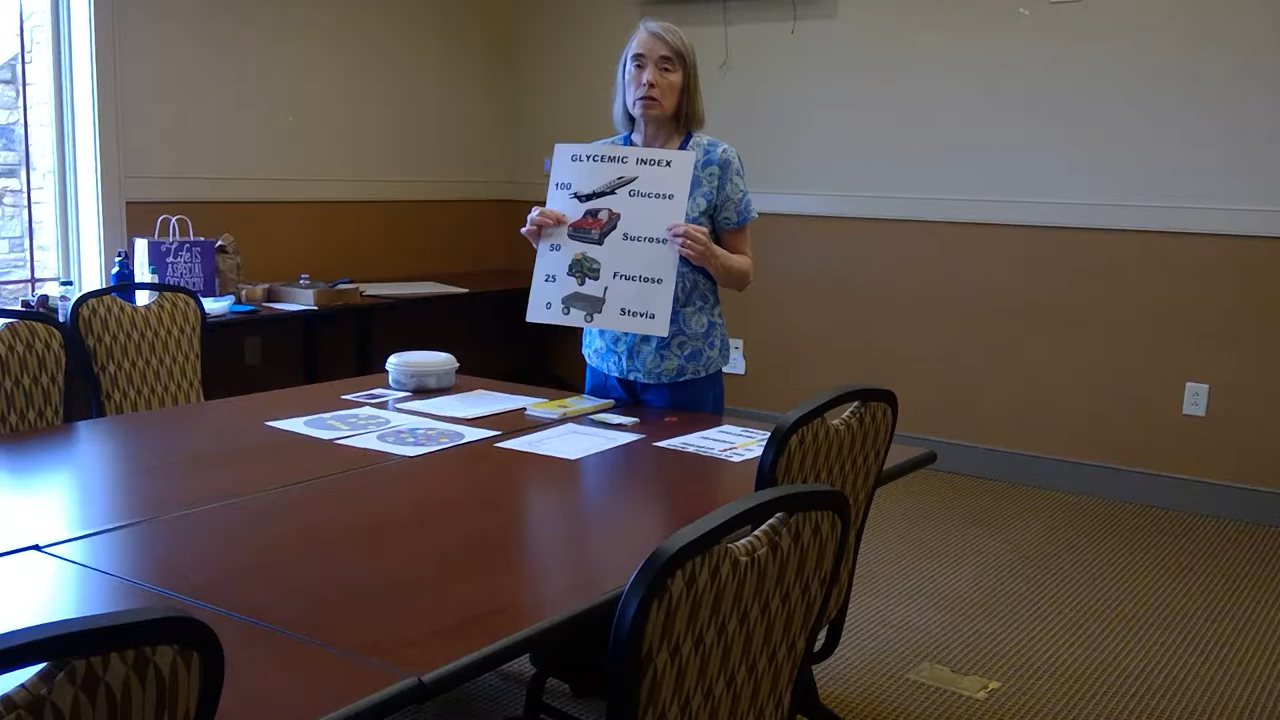 GLYCEMIC INDEX
100 Glucose
Sucrose
50
25 Fructose
0 Stevia
Life IS
A SPECIAL
OCCASION